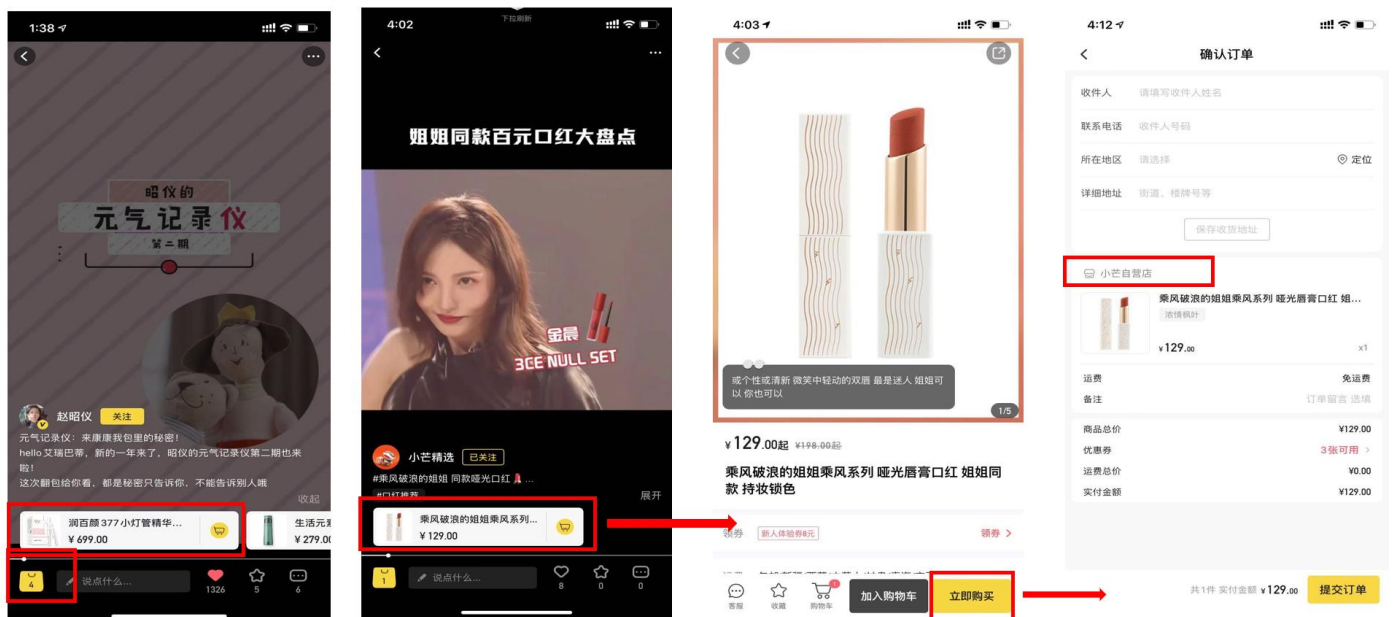 1:38
昭仪的
元气记录仪
第二期
赵昭仪 关注
元气记录仪：来康康我包里的秘密！
hello 艾瑞巴蒂，新的一年来了，昭仪的元气记录仪第二期也来
啦！
这次翻包给你看，都是秘密只告诉你，不能告诉别人哦
收起
润百颜377小灯管精华...
¥ 699.00
生活元素
¥ 279.00
4
说点什么...
1326
5
6
4:02
下拉刷新
姐姐同款百元口红大盘点
金晨
3CE NULL SET
小芒精选 已关注
#乘风破浪的姐姐 同款哑光口红 ...
#口红推荐
展开
乘风破浪的姐姐乘风系列...
¥ 129.00
1
说点什么...
8
0
0
4:03
或个性或清新 微笑中轻动的双唇 最是迷人 姐姐可
以 你也可以
1/5
¥129.00起 ¥198.00起
乘风破浪的姐姐乘风系列 哑光唇膏口红 姐姐同
款 持妆锁色
领券 新人体验券8元 领券 >
客服
收藏
购物车
加入购物车
立即购买
4:12
确认订单
收件人 请填写收件人姓名
联系电话 收件人号码
所在地区 请选择 定位
详细地址 街道、楼牌号等
保存收货地址
小芒自营店
乘风破浪的姐姐乘风系列 哑光唇膏口红 姐...
浓情枫叶
¥129.00 x1
运费 免运费
备注 订单留言 选填
商品总价 ¥129.00
优惠券 3张可用 >
运费总价 ¥0.00
实付金额 ¥129.00
共1件 实付金额 ¥129.00 提交订单